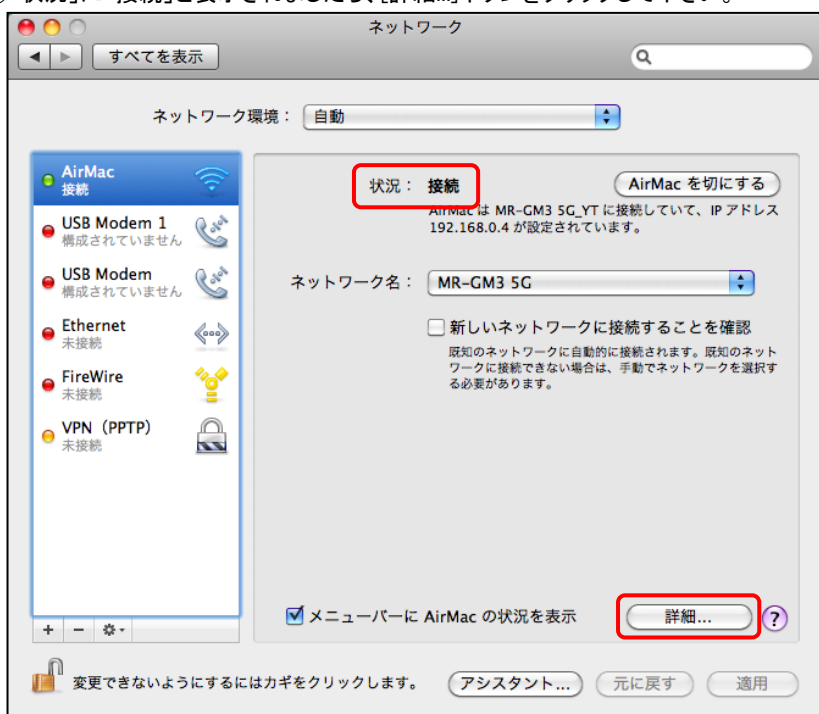 状況」に「接続」と表示されましたら、[詳細...]ボタンをクリックして下さい。
ネットワーク
すべてを表示
ネットワーク環境： 自動
AirMac
接続
USB Modem 1
構成されていません
USB Modem
構成されていません
Ethernet
未接続
FireWire
未接続
VPN（PPTP）
未接続
状況： 接続
AirMac を切にする
AirMac は MR-GM3 5G_YT に接続していて、IP アドレス
192.168.0.4 が設定されています。
ネットワーク名： MR-GM3 5G
新しいネットワークに接続することを確認
既知のネットワークに自動的に接続されます。既知のネット
ワークに接続できない場合は、手動でネットワークを選択す
る必要があります。
メニューバーに AirMac の状況を表示
詳細...
?
+ −
変更できないようにするにはカギをクリックします。
アシスタント...
元に戻す
適用